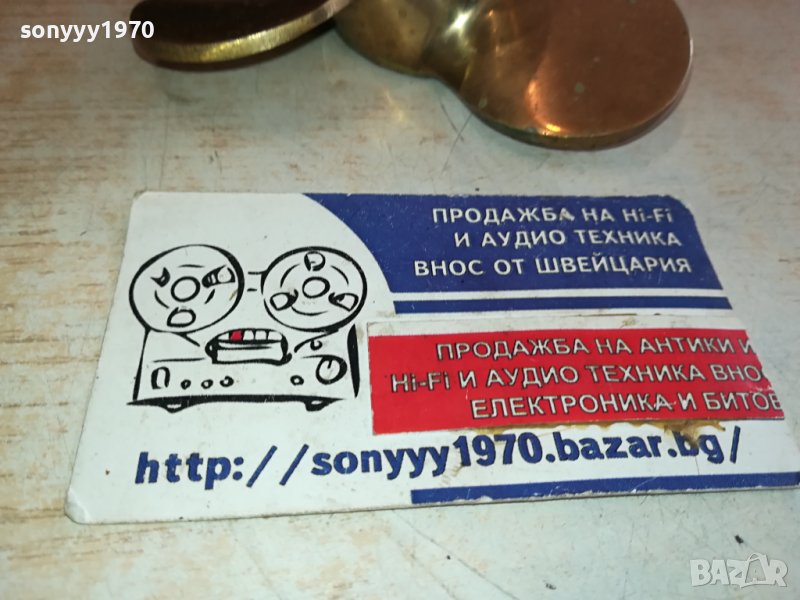 sonyyy1970
ПРОДАЖБА НА Hi-Fi
И АУДИО ТЕХНИКА
ВНОС ОТ ШВЕЙЦАРИЯ
ПРОДАЖБА НА АНТИКИ И
Hi-Fi И АУДИО ТЕХНИКА ВНОС
ЕЛЕКТРОНИКА И БИТОВ
http://sonyyy1970.bazar.bg/
BAZAR